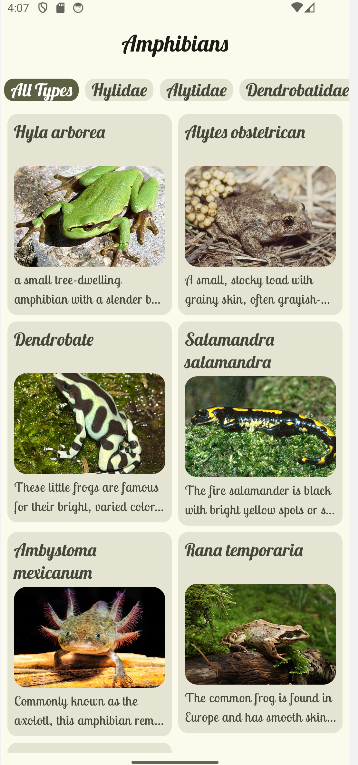 4:07
Amphibians
All Types Hylidae Alytidae Dendrobatidae
Hyla arborea
a small tree-dwelling
amphibian with a slender b...
Alytes obstetrican
A small, stocky toad with
grainy skin, often grayish-...
Dendrobate
These little frogs are famous
for their bright, varied color...
Salamandra
salamandra
The fire salamander is black
with bright yellow spots or s...
Ambystoma
mexicanum
Commonly known as the
axolotl, this amphibian rem...
Rana temporaria
The common frog is found in
Europe and has smooth skin...